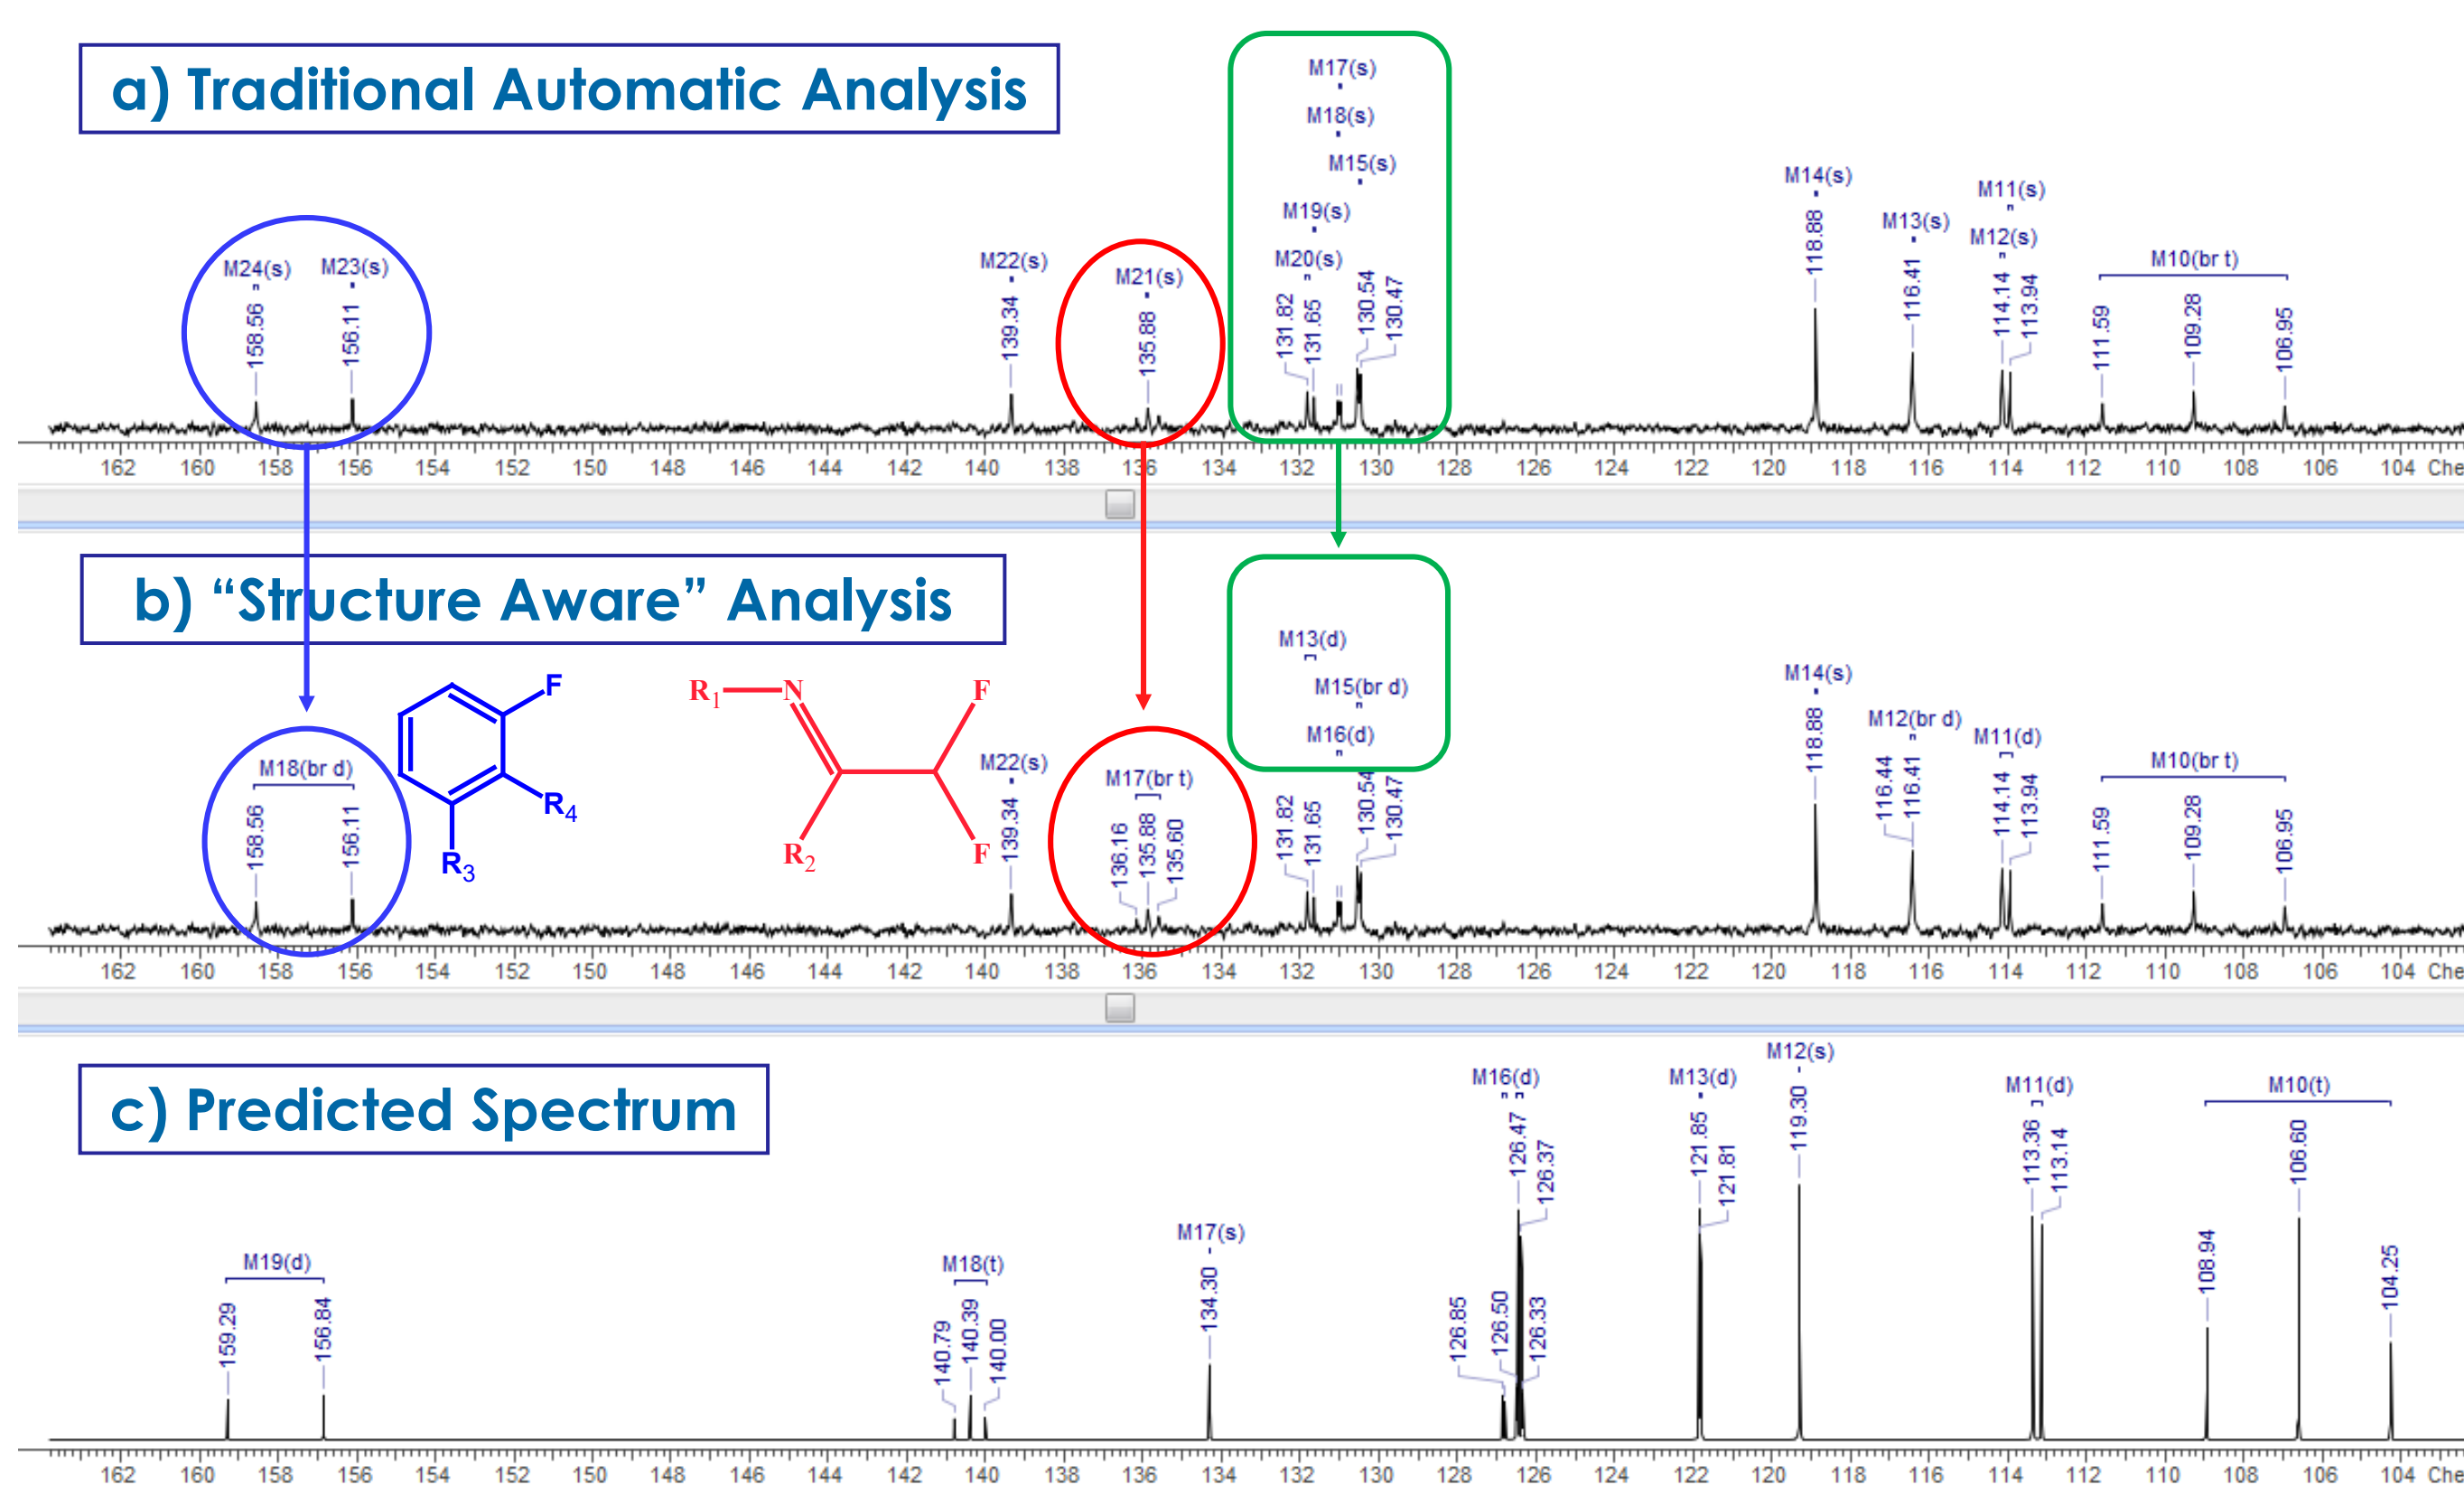 a) Traditional Automatic Analysis
M17(s)
M18(s)
M15(s)
M19(s)
M20(s)
M24(s) M23(s) M22(s) M21(s) M14(s) M13(s) M11(s) M12(s) M10(br t)
158.56 156.11 139.34 135.88 131.82 131.65 130.54 130.47 118.88 116.41 114.14 113.94 111.59 109.28 106.95
162 160 158 156 154 152 150 148 146 144 142 140 138 136 134 132 130 128 126 124 122 120 118 116 114 112 110 108 106 104 Che
b) “Structure Aware” Analysis
M13(d)
M15(br d)
M16(d)
M18(br d) M22(s) M17(br t) M14(s) M12(br d) M11(d) M10(br t)
F
R4
R3
R1 N F
R2 F
158.56 156.11 139.34 136.16 135.88 135.60 131.82 131.65 130.54 130.47 118.88 116.44 116.41 114.14 113.94 111.59 109.28 106.95
162 160 158 156 154 152 150 148 146 144 142 140 138 136 134 132 130 128 126 124 122 120 118 116 114 112 110 108 106 104 Che
c) Predicted Spectrum
M19(d) M18(t) M17(s) M16(d) M13(d) M12(s) M11(d) M10(t)
159.29 156.84 140.79 140.39 140.00 134.30 126.85 126.50 126.47 126.37 126.33 121.85 121.81 119.30 113.36 113.14 108.94 106.60 104.25
162 160 158 156 154 152 150 148 146 144 142 140 138 136 134 132 130 128 126 124 122 120 118 116 114 112 110 108 106 104 Che